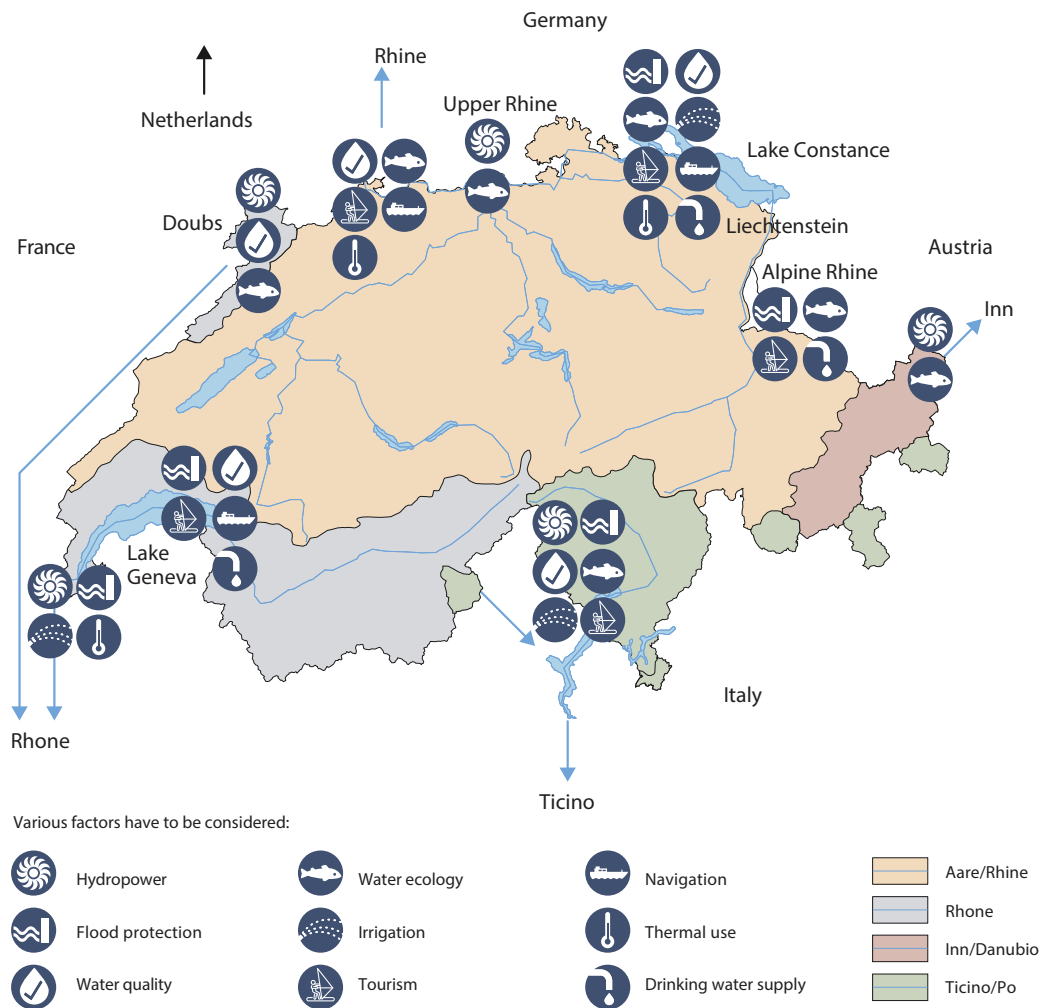 Germany
Rhine
Netherlands
Upper Rhine
Lake Constance
Doubs
Liechtenstein
France
Austria
Alpine Rhine
Inn
Lake
Geneva
Italy
Rhone
Ticino
Various factors have to be considered:
Hydropower
Water ecology
Navigation
Aare/Rhine
Flood protection
Irrigation
Thermal use
Rhone
Inn/Danubio
Water quality
Tourism
Drinking water supply
Ticino/Po